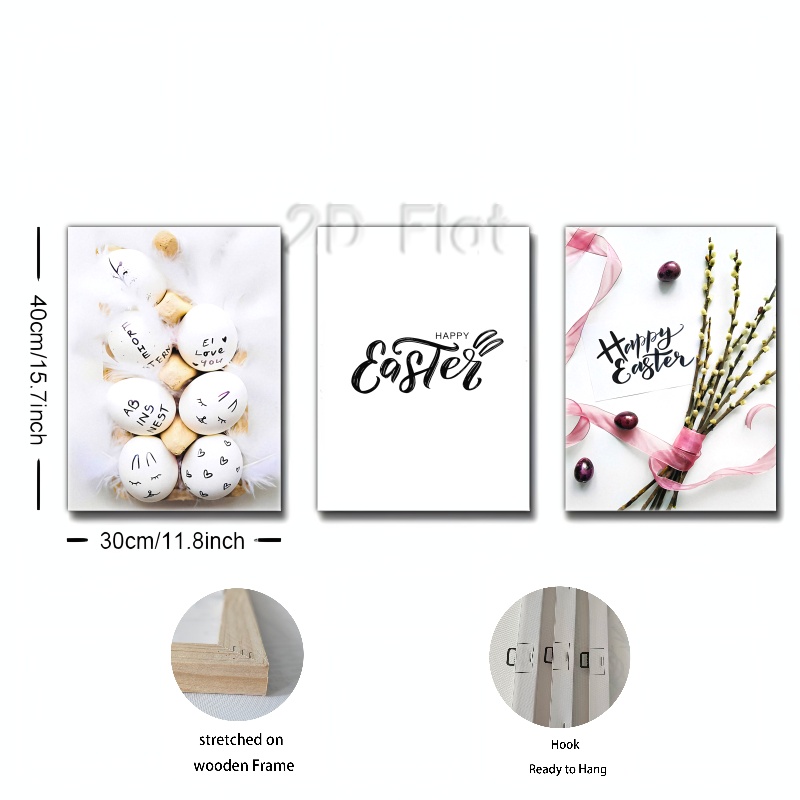 2D Flat
40cm/15.7inch
EI
Love
YOU
FROHE
AB
INS
NEST
HAPPY
Easter
Happy
Easter
30cm/11.8inch
stretched on
wooden Frame
Hook
Ready to Hang